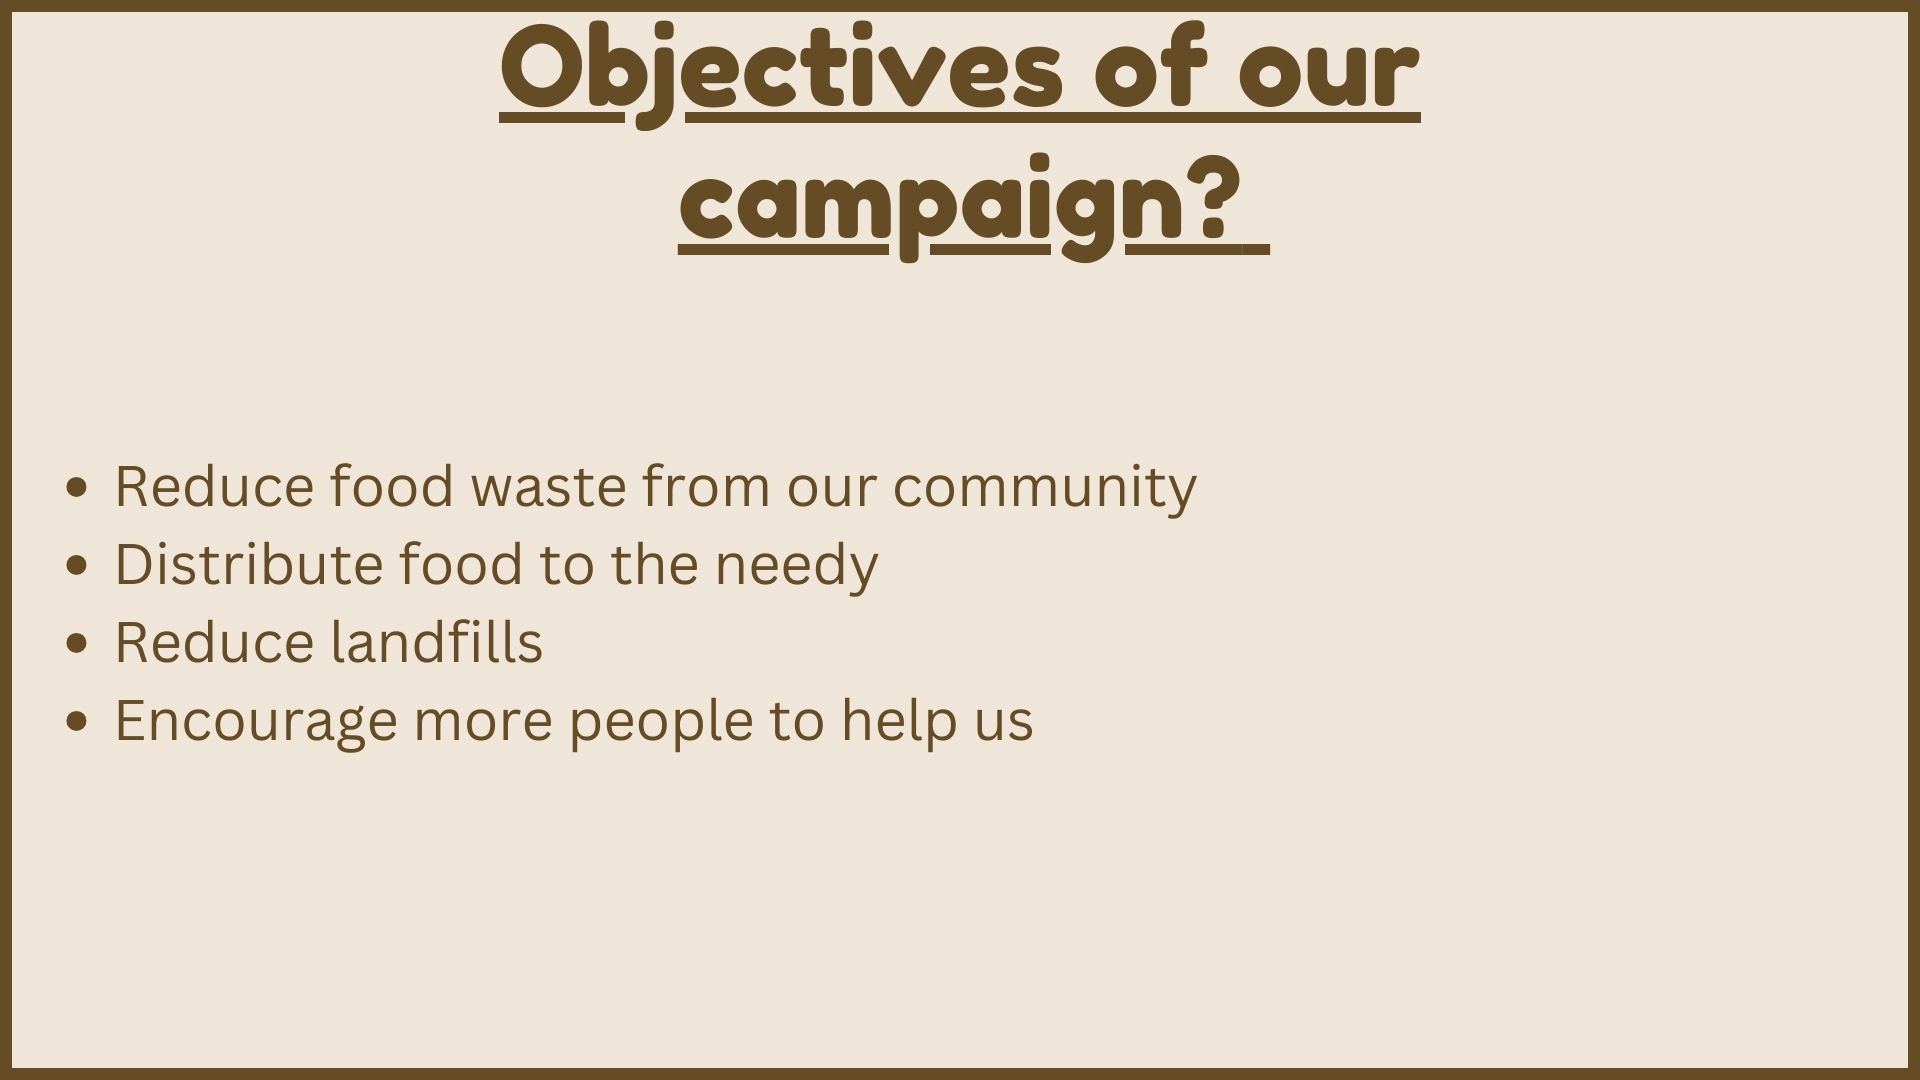 Objectives of our
campaign?
• Reduce food waste from our community
• Distribute food to the needy
• Reduce landfills
• Encourage more people to help us